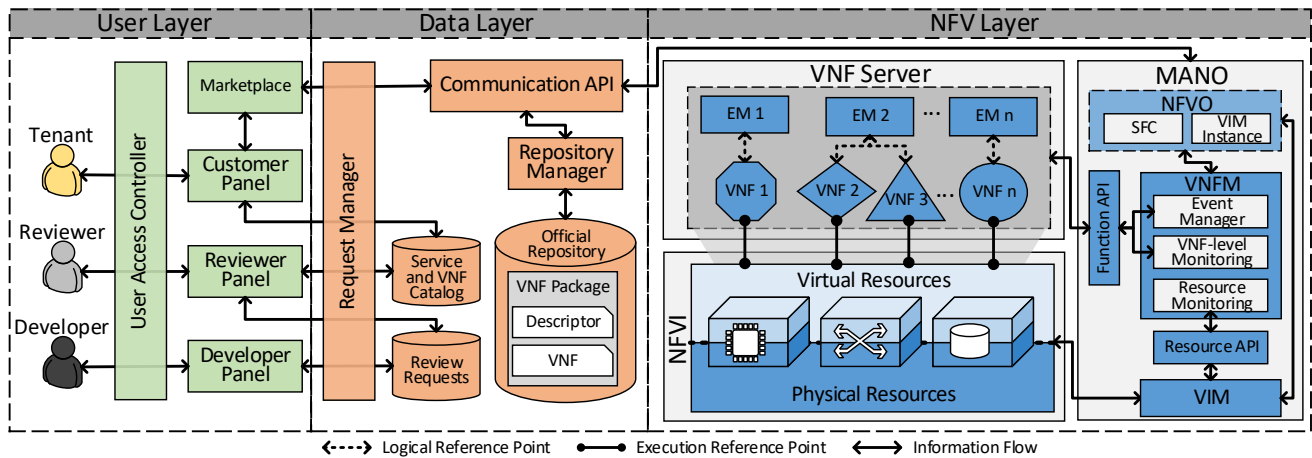 User Layer
Data Layer
NFV Layer
Tenant
Reviewer
Developer
User Access Controller
Marketplace
Customer
Panel
Reviewer
Panel
Developer
Panel
Request Manager
Communication API
Repository
Manager
Service
and VNF
Catalog
Review
Requests
Official
Repository
VNF Package
Descriptor
VNF
VNF Server
EM 1
EM 2
...
EM n
VNF 1
VNF 2
VNF 3
...
VNF n
NFVI
Virtual Resources
Physical Resources
MANO
NFVO
SFC
VIM
Instance
Function API
VNFM
Event
Manager
VNF-level
Monitoring
Resource
Monitoring
Resource API
VIM
Logical Reference Point
Execution Reference Point
Information Flow